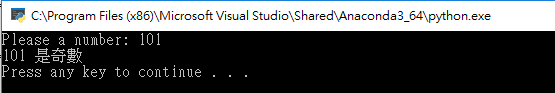 C:\Program Files (x86)\Microsoft Visual Studio\Shared\Anaconda3_64\python.exe
Please a number: 101
101 是奇數
Press any key to continue . . .